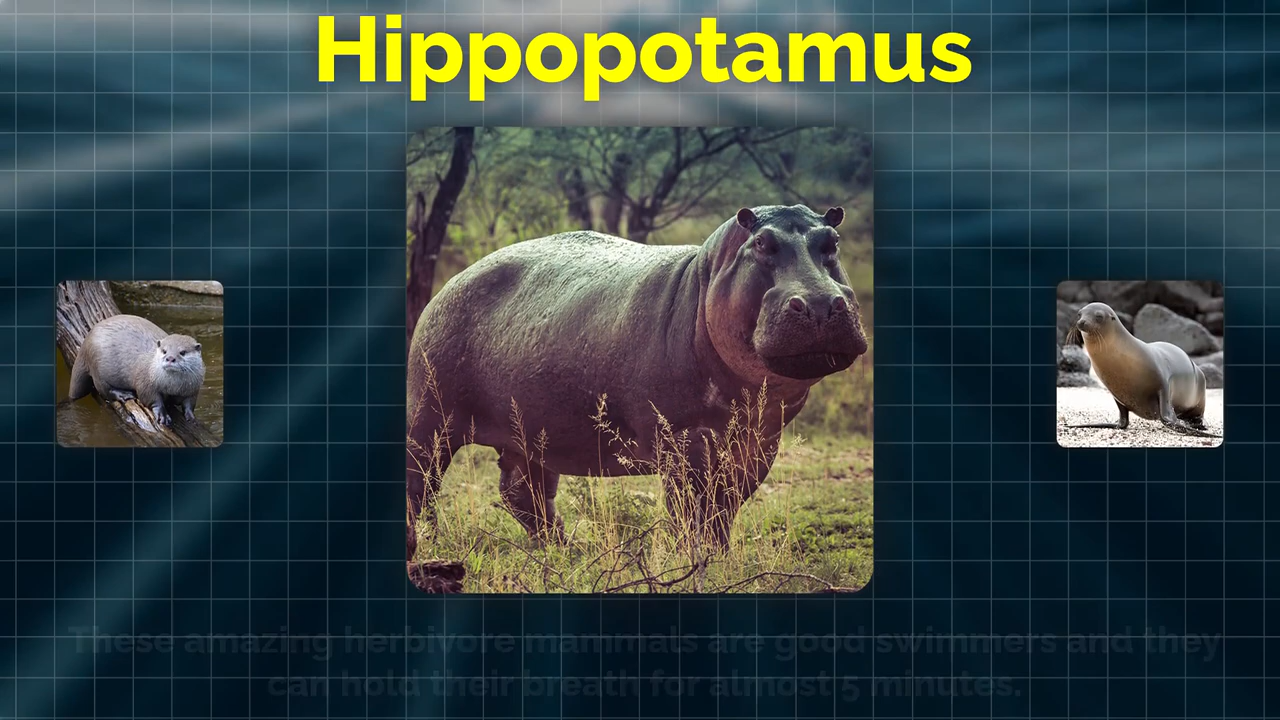 Hippopotamus
These amazing herbivore mammals are good swimmers and they
can hold their breath for almost 5 minutes.